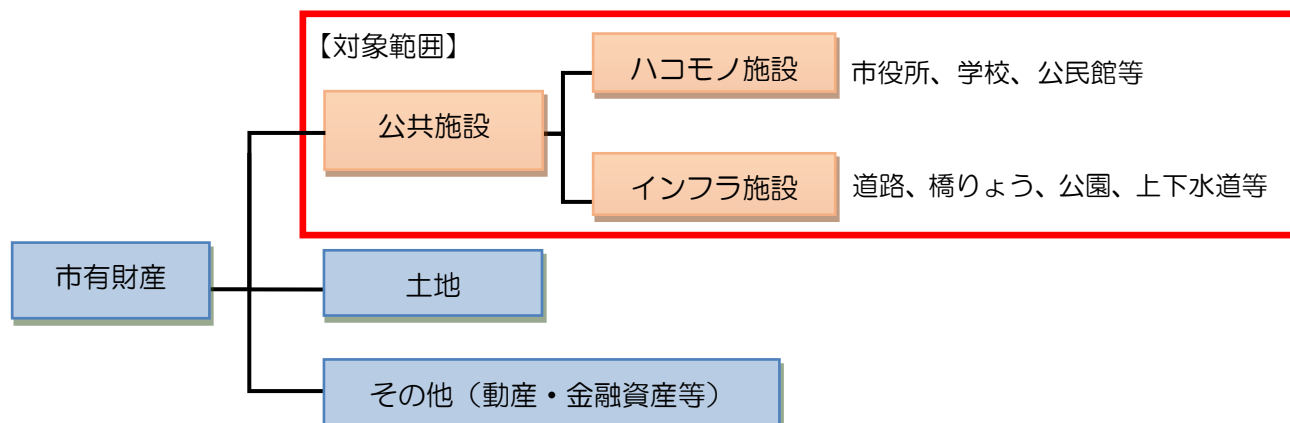 【対象範囲】
ハコモノ施設
市役所、学校、公民館等
公共施設
インフラ施設
道路、橋りょう、公園、上下水道等
市有財産
土地
その他（動産・金融資産等）